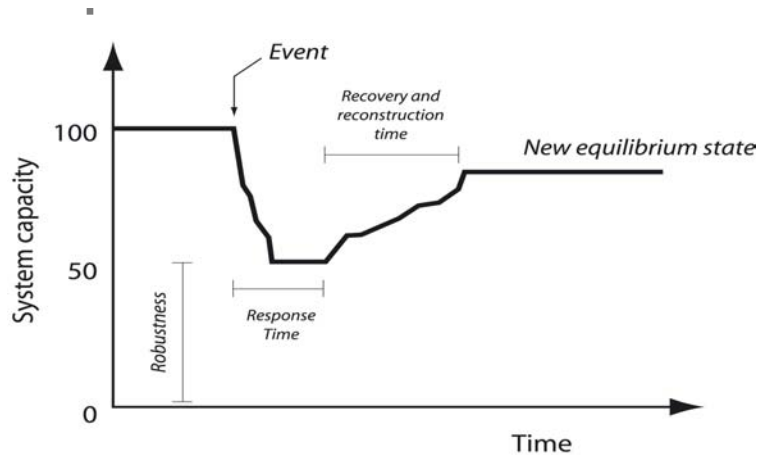 Event
Recovery and
reconstruction
time
100
New equilibrium state
System capacity
50
Robustness
Response
Time
0
Time